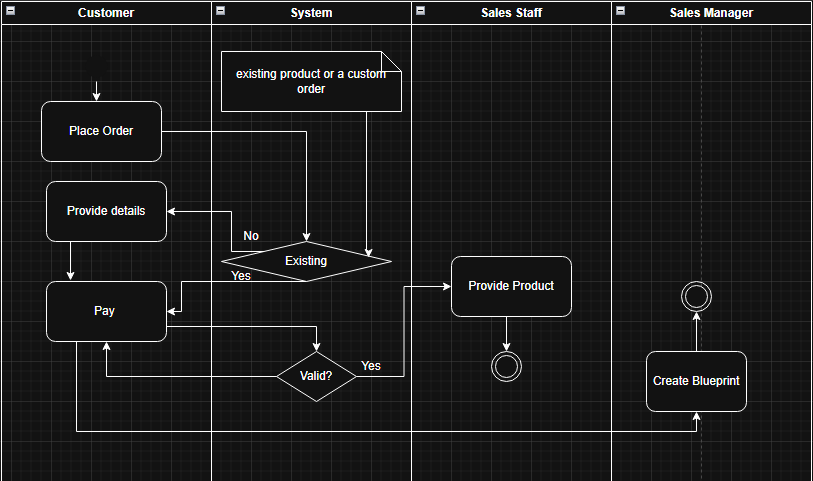 Customer
System
Sales Staff
Sales Manager
existing product or a custom
order
Place Order
Provide details
No
Existing
Yes
Provide Product
Pay
Valid?
Yes
Create Blueprint